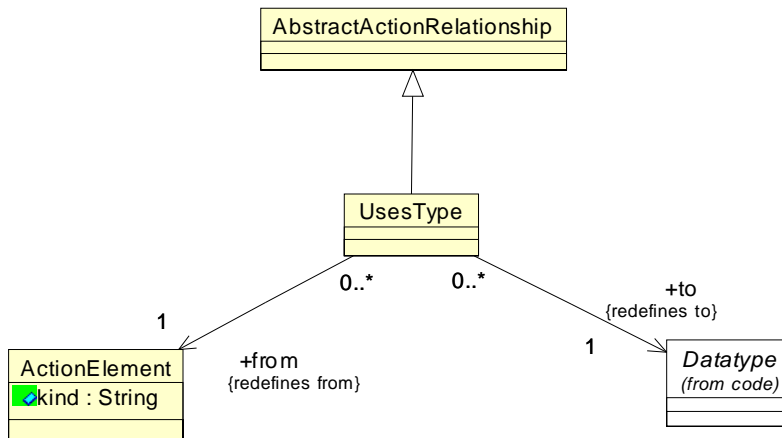 AbstractActionRelationship
UsesType
0..*
0..*
+to
{redefines to}
1
1
+from
{redefines from}
ActionElement
kind : String
Datatype
(from code)